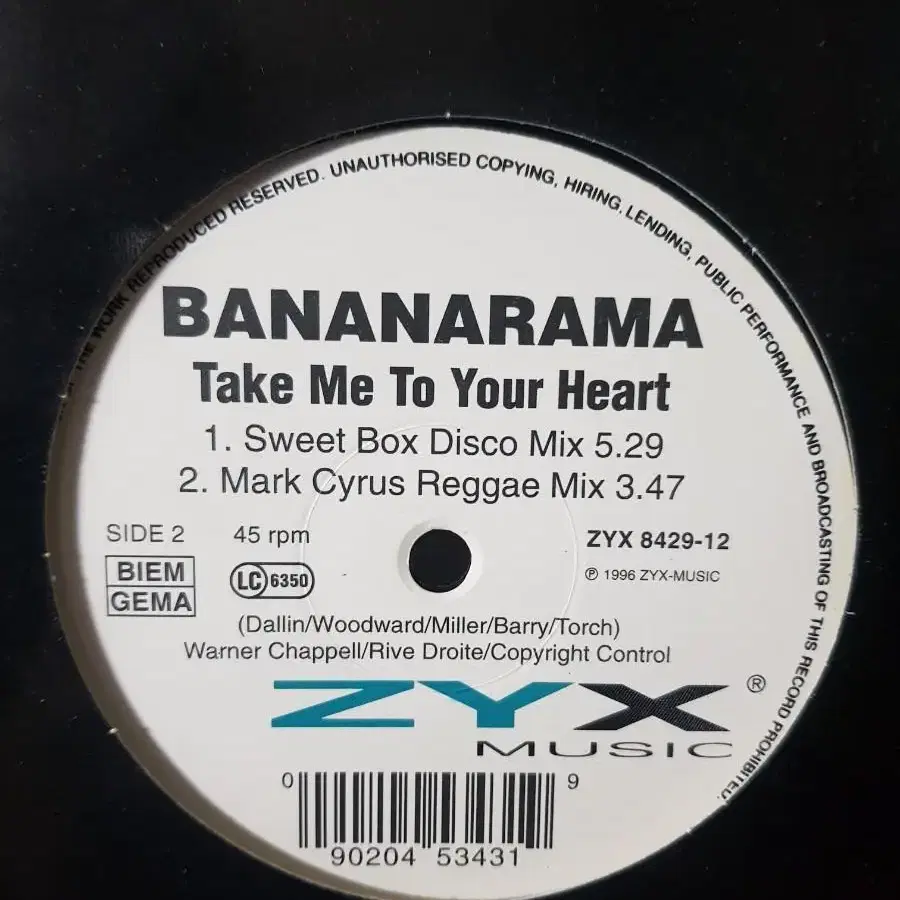 THE WORK REPRODUCED RESERVED. UNAUTHORISED COPYING, HIRING, LENDING, PUBLIC PERFORMANCE AND BROADCASTING OF THIS RECORD PROHIBITED.
BANANARAMA
Take Me To Your Heart
1. Sweet Box Disco Mix 5.29
2. Mark Cyrus Reggae Mix 3.47
SIDE 2 45 rpm ZYX 8429-12
BIEM
GEMA
LC 6350
℗ 1996 ZYX-MUSIC
(Dallin/Woodward/Miller/Barry/Torch)
Warner Chappell/Rive Droite/Copyright Control
ZYX ®
MUSIC
0 90204 53431 9